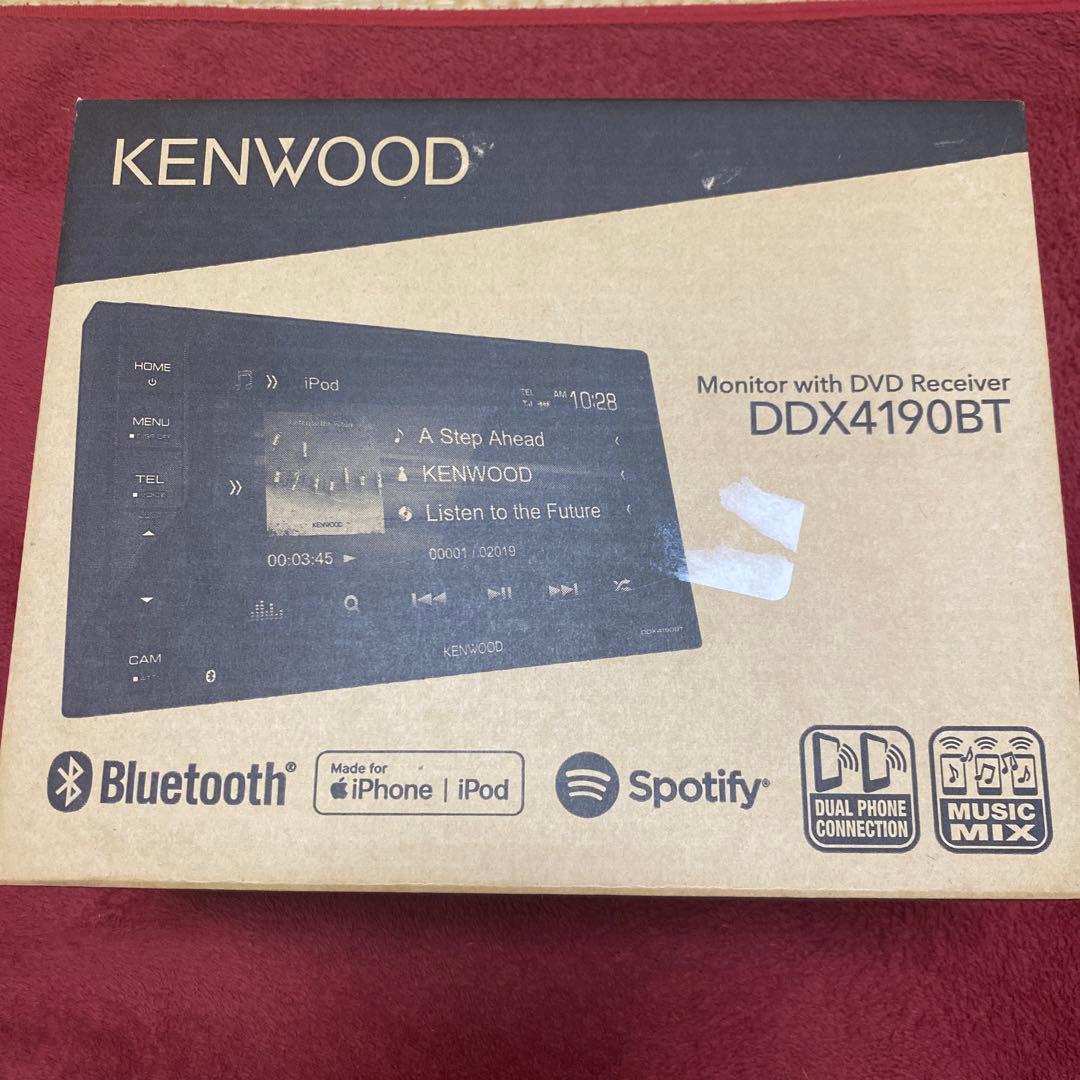 KENWOOD
Monitor with DVD Receiver
DDX4190BT
HOME
MENU
TEL
CAM
iPod
TEL
AM 10:28
A Step Ahead
KENWOOD
Listen to the Future
KENWOOD
00:03:45
00001 / 02019
KENWOOD
DDX4190BT
Bluetooth®
Made for
iPhone | iPod
Spotify®
DUAL PHONE
CONNECTION
MUSIC
MIX